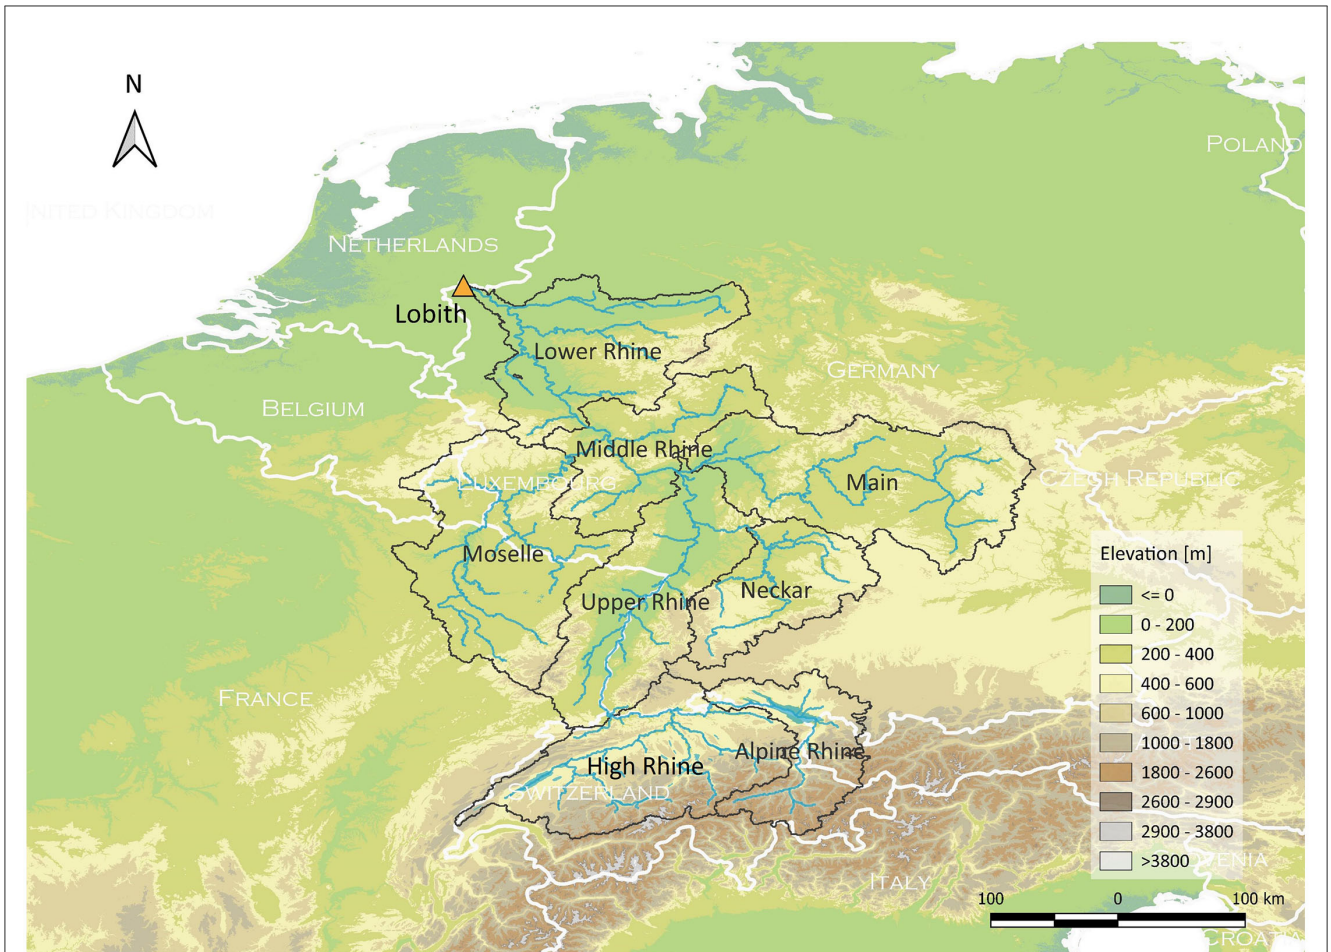 N
POLAND
UNITED KINGDOM
NETHERLANDS
Lobith
Lower Rhine
GERMANY
BELGIUM
Middle Rhine
LUXEMBOURG
Main
CZECH REPUBLIC
Moselle
Elevation [m]
Neckar
Upper Rhine
<= 0
0 - 200
200 - 400
400 - 600
FRANCE
600 - 1000
1000 - 1800
Alpine Rhine
High Rhine
1800 - 2600
SWITZERLAND
2600 - 2900
2900 - 3800
>3800
ITALY
100 0 100 km
CROATIA